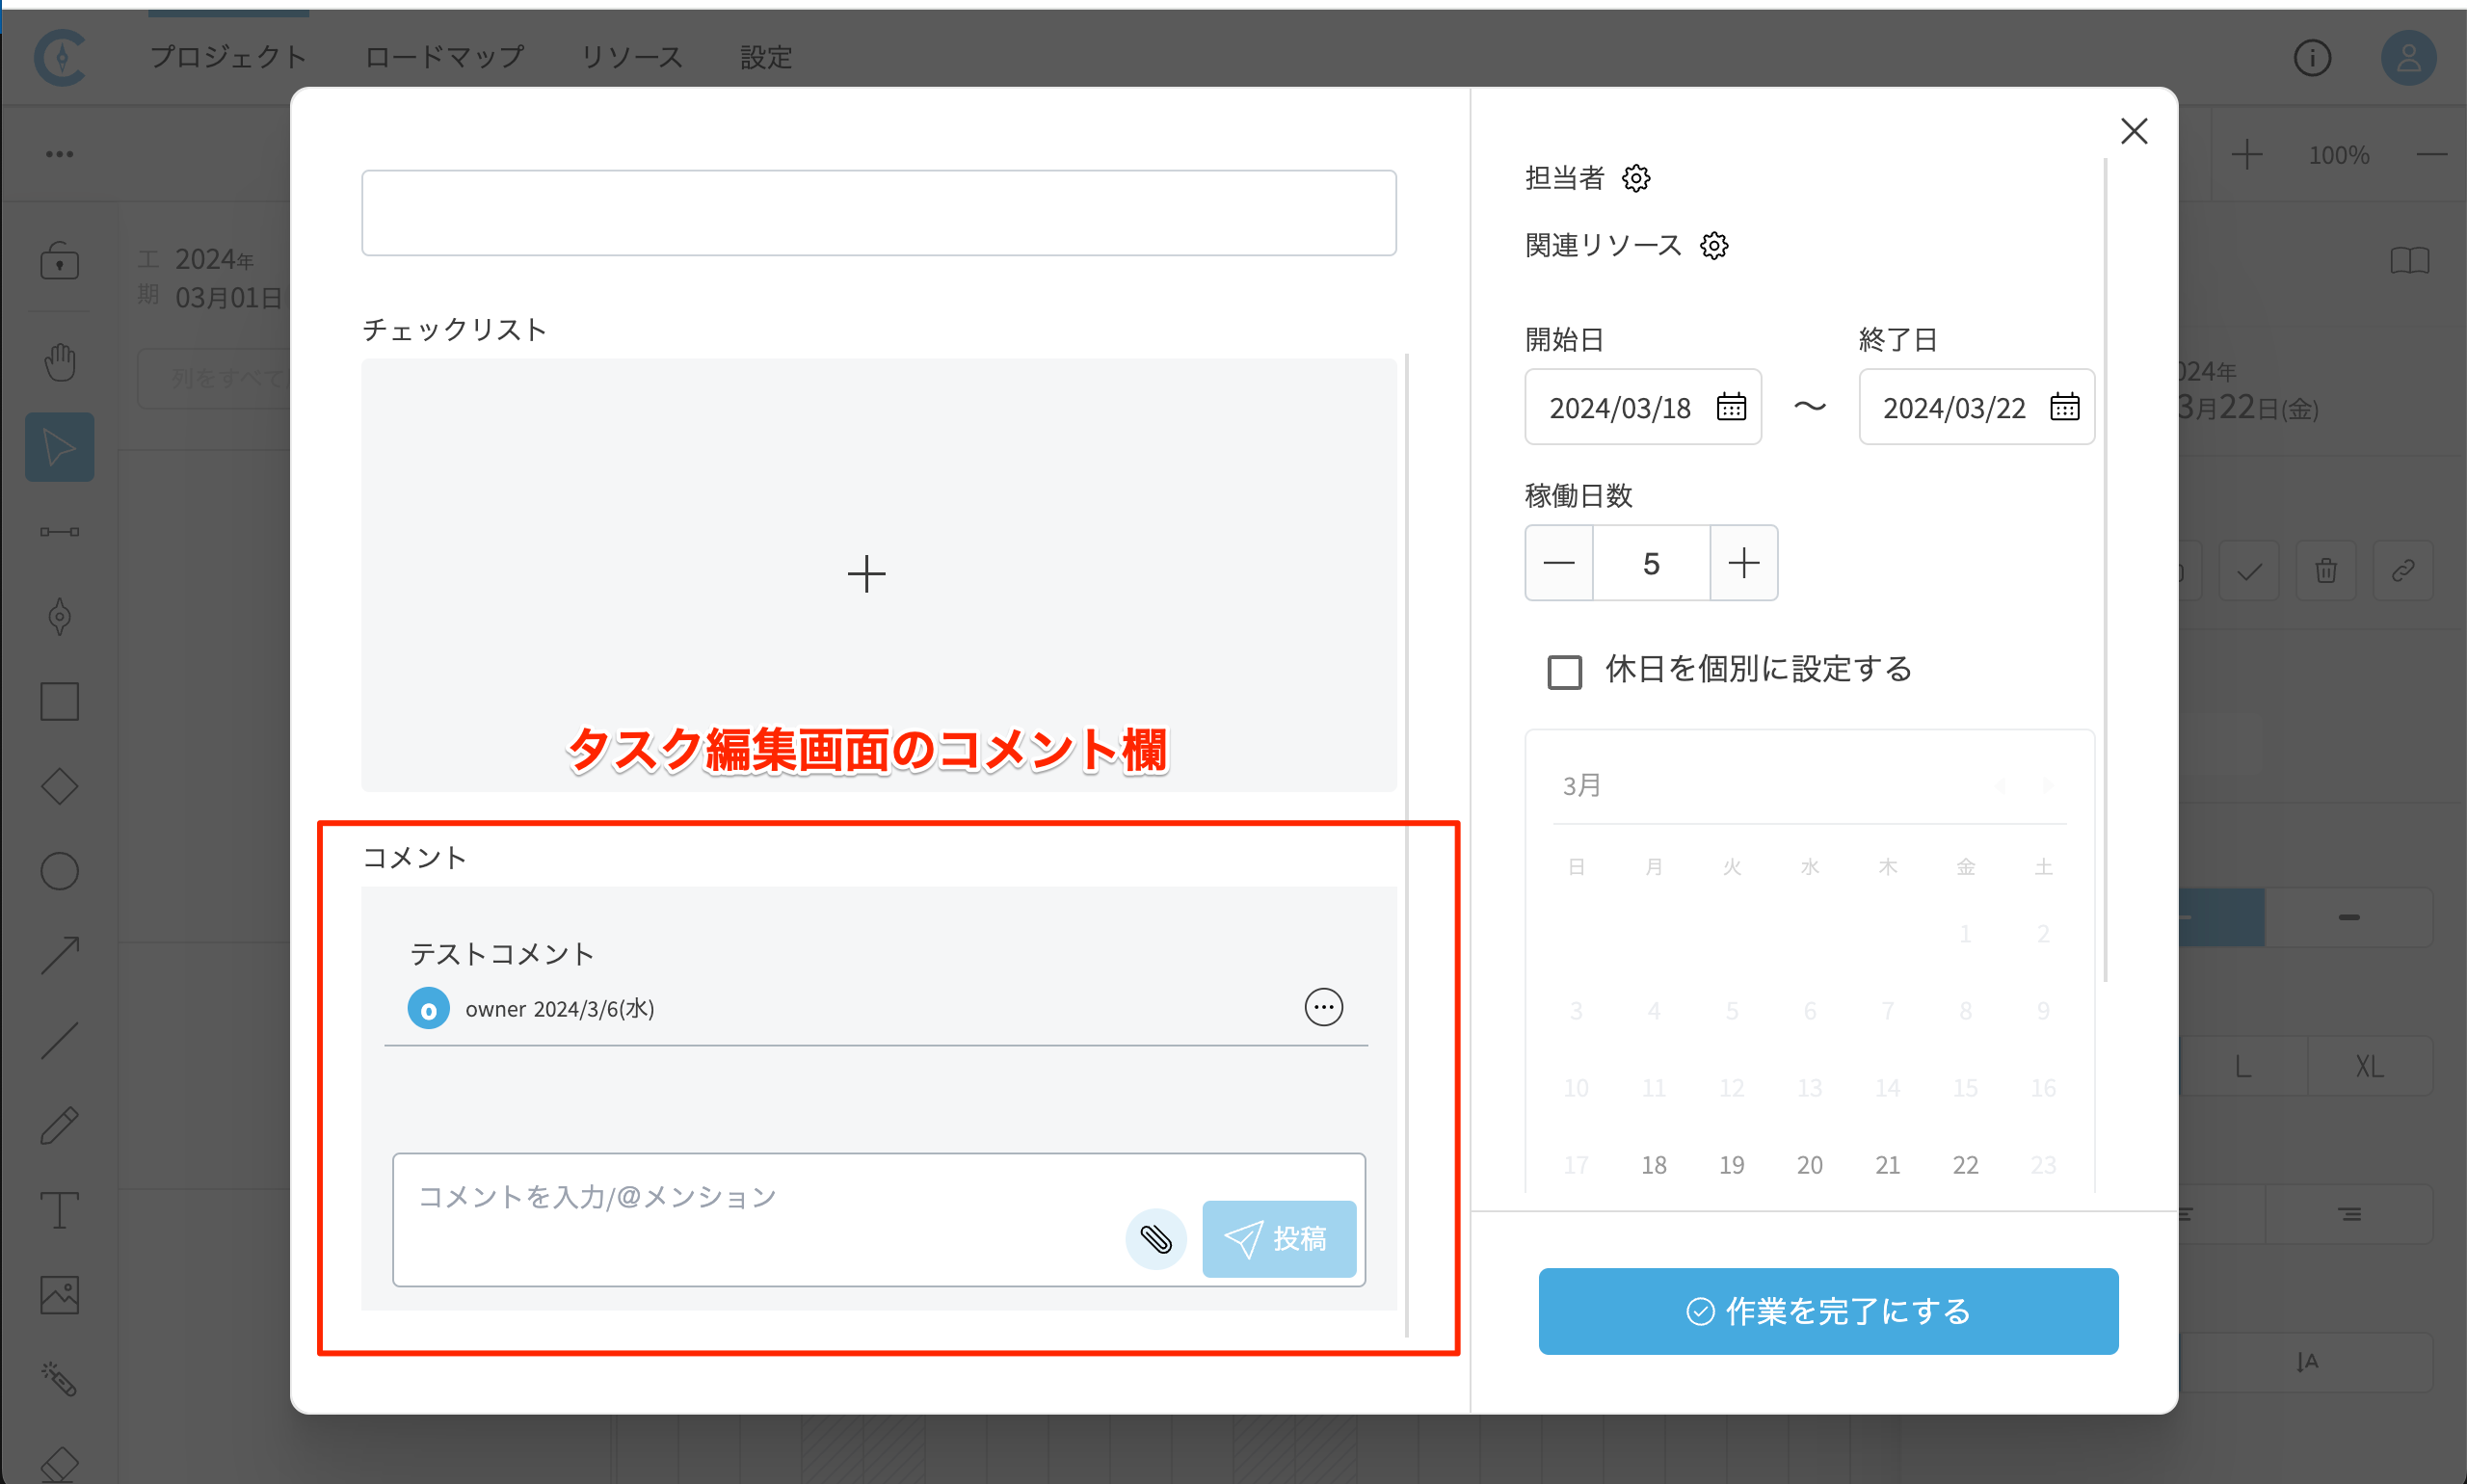 プロジェクト ロードマップ リソース 設定
100%
工期 2024年 03月01日
列をすべて
024年
3月22日(金)
チェックリスト
タスク編集画面のコメント欄
コメント
テストコメント
o owner 2024/3/6(水)
コメントを入力/@メンション
投稿
担当者
関連リソース
開始日 終了日
2024/03/18 〜 2024/03/22
稼働日数
5
休日を個別に設定する
3月
日 月 火 水 木 金 土
1 2
3 4 5 6 7 8 9
10 11 12 13 14 15 16
17 18 19 20 21 22 23
作業を完了にする
L XL
A